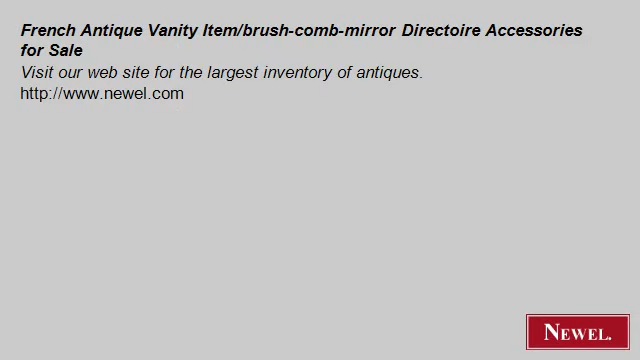 French Antique Vanity Item/brush-comb-mirror Directoire Accessories
for Sale
Visit our web site for the largest inventory of antiques.
http://www.newel.com
NEWEL.